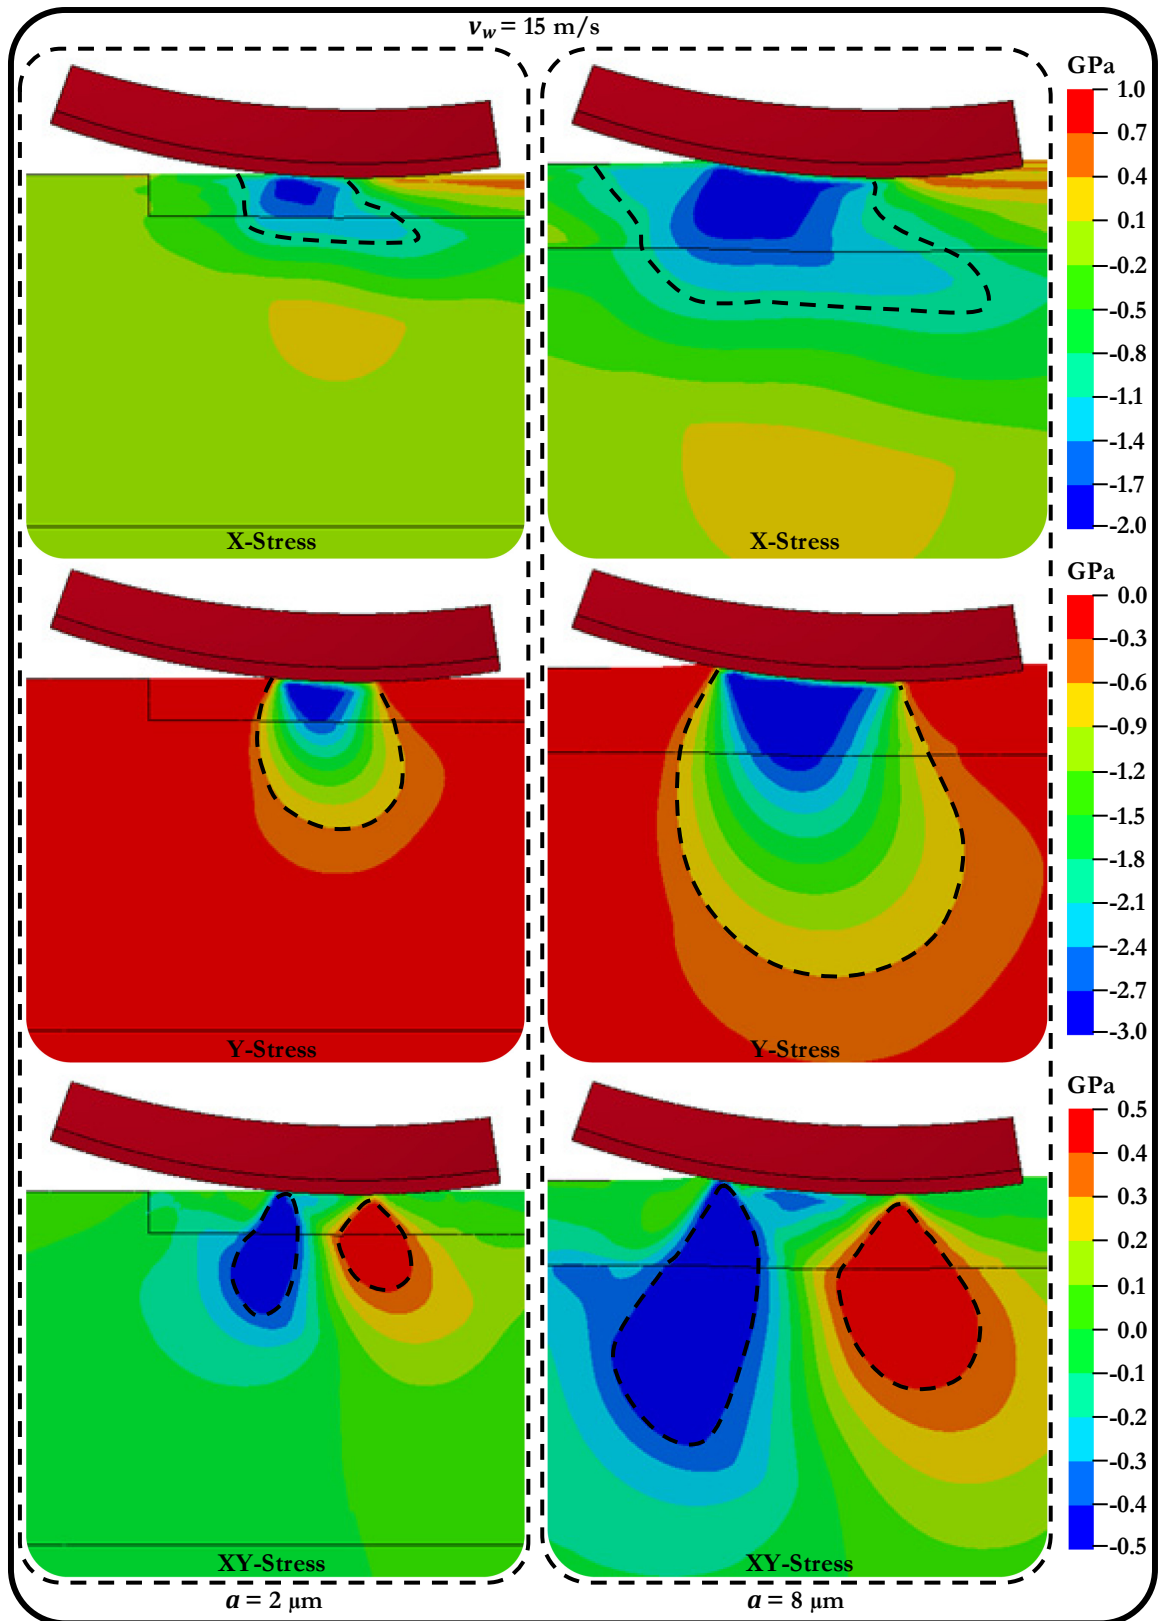 v_w = 15 m/s
GPa
1.0
0.7
0.4
0.1
-0.2
-0.5
-0.8
-1.1
-1.4
-1.7
-2.0
X-Stress
X-Stress
GPa
0.0
-0.3
-0.6
-0.9
-1.2
-1.5
-1.8
-2.1
-2.4
-2.7
-3.0
Y-Stress
Y-Stress
GPa
0.5
0.4
0.3
0.2
0.1
0.0
-0.1
-0.2
-0.3
-0.4
-0.5
XY-Stress
XY-Stress
a = 2 μm
a = 8 μm